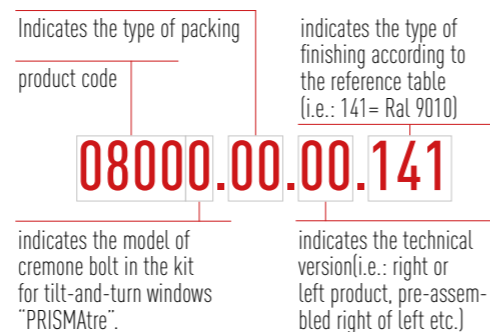 Indicates the type of packing
product code
indicates the type of
finishing according to
the reference table
(i.e.: 141= Ral 9010)
08000.00.00.141
indicates the model of
cremone bolt in the kit
for tilt-and-turn windows
"PRISMAtre".
indicates the technical
version(i.e.: right or
left product, pre-assem-
bled right of left etc.)